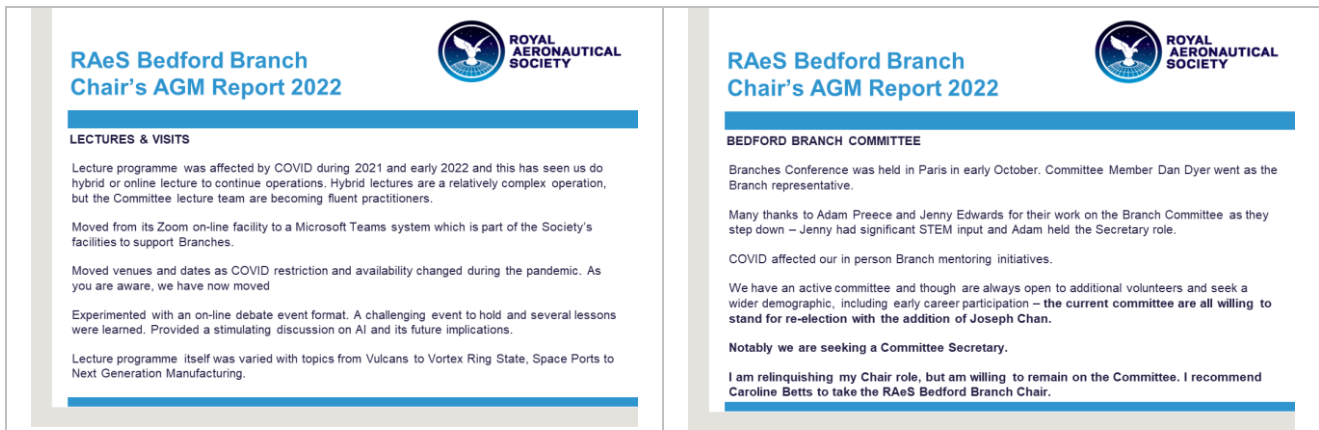 RAeS Bedford Branch
Chair's AGM Report 2022
ROYAL
AERONAUTICAL
SOCIETY
LECTURES & VISITS
Lecture programme was affected by COVID during 2021 and early 2022 and this has seen us do
hybrid or online lecture to continue operations. Hybrid lectures are a relatively complex operation,
but the Committee lecture team are becoming fluent practitioners.
Moved from its Zoom on-line facility to a Microsoft Teams system which is part of the Society's
facilities to support Branches.
Moved venues and dates as COVID restriction and availability changed during the pandemic. As
you are aware, we have now moved
Experimented with an on-line debate event format. A challenging event to hold and several lessons
were learned. Provided a stimulating discussion on AI and its future implications.
Lecture programme itself was varied with topics from Vulcans to Vortex Ring State, Space Ports to
Next Generation Manufacturing.
RAeS Bedford Branch
Chair's AGM Report 2022
ROYAL
AERONAUTICAL
SOCIETY
BEDFORD BRANCH COMMITTEE
Branches Conference was held in Paris in early October. Committee Member Dan Dyer went as the
Branch representative.
Many thanks to Adam Preece and Jenny Edwards for their work on the Branch Committee as they
step down – Jenny had significant STEM input and Adam held the Secretary role.
COVID affected our in person Branch mentoring initiatives.
We have an active committee and though are always open to additional volunteers and seek a
wider demographic, including early career participation – the current committee are all willing to
stand for re-election with the addition of Joseph Chan.
Notably we are seeking a Committee Secretary.
I am relinquishing my Chair role, but am willing to remain on the Committee. I recommend
Caroline Betts to take the RAeS Bedford Branch Chair.